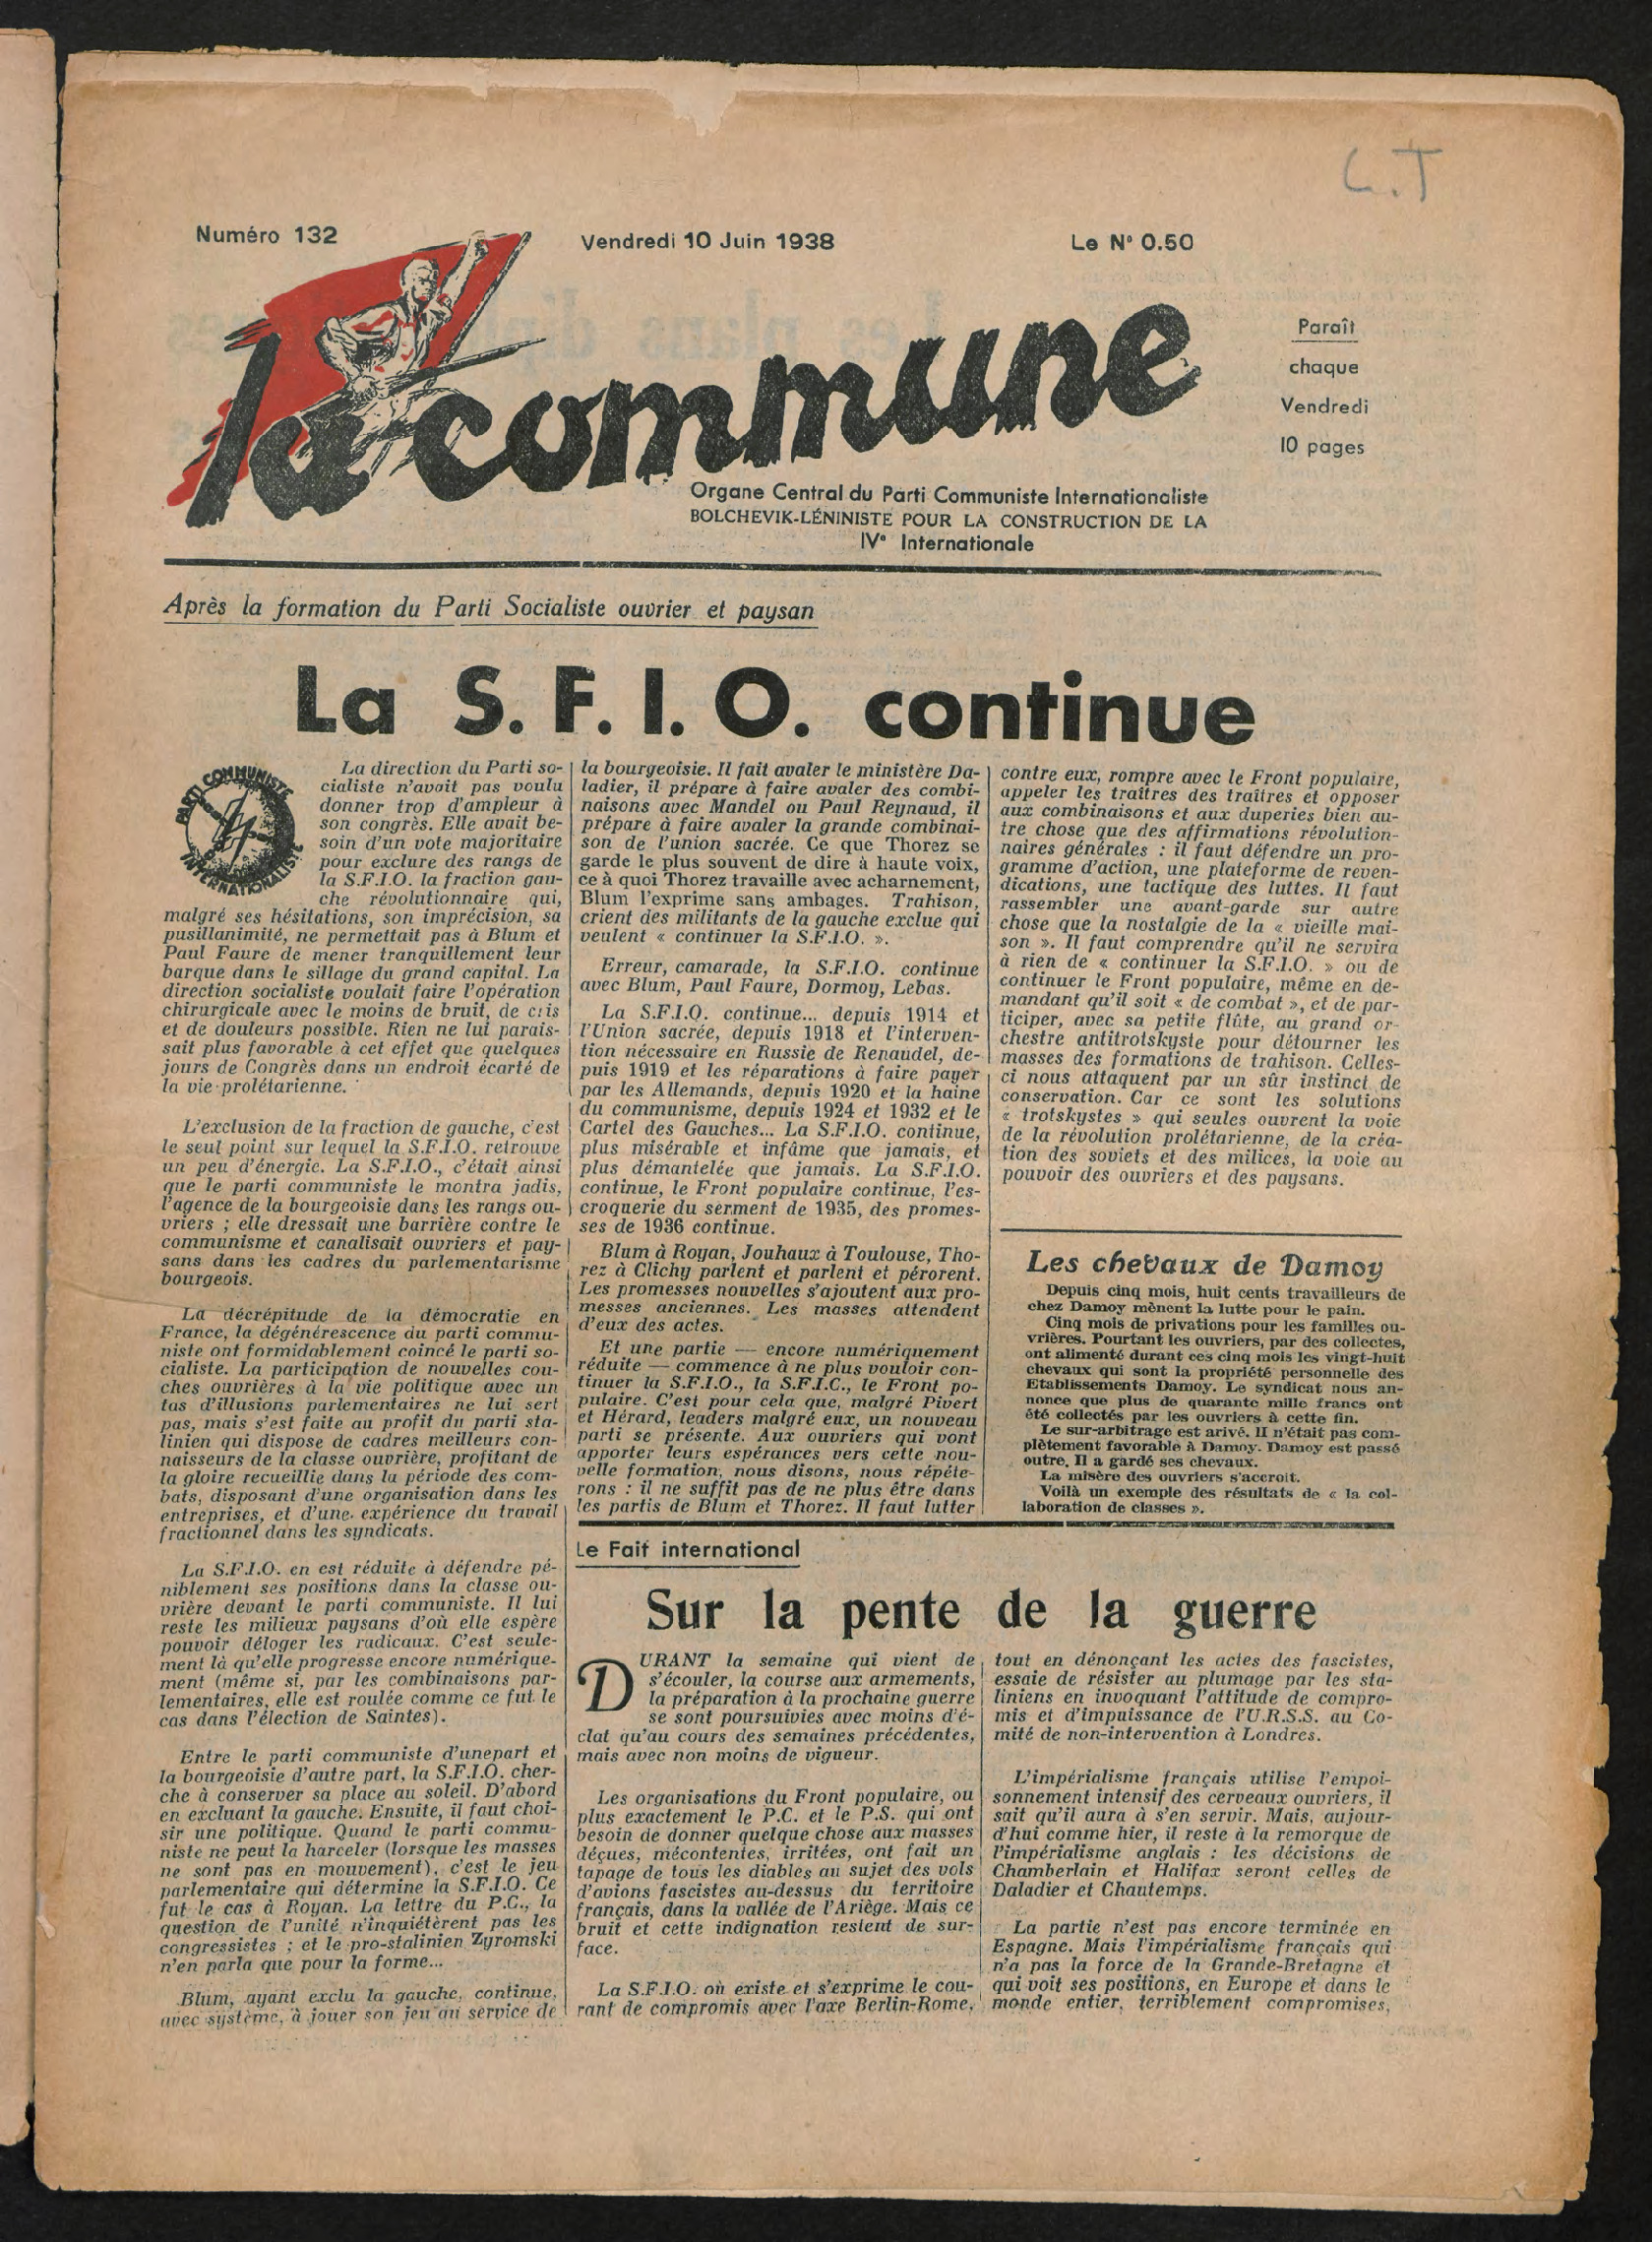 L.T
Numéro 132
Vendredi 10 Juin 1938
Le N° 0.50
la commune
Paraît
chaque
Vendredi
10 pages
Organe Central du Parti Communiste Internationaliste
BOLCHEVIK-LÉNINISTE POUR LA CONSTRUCTION DE LA
IVe Internationale
Après la formation du Parti Socialiste ouvrier et paysan
La S.F.I.O. continue
PARTI COMMUNISTE
INTERNATIONALISTE
La direction du Parti so-
cialiste n'avait pas voulu
donner trop d'ampleur à
son congrès. Elle avait be-
soin d'un vote majoritaire
pour exclure des rangs de
la S.F.I.O. la fraction gau-
che révolutionnaire qui,
malgré ses hésitations, son imprécision, sa
pusillanimité, ne permettait pas à Blum et
Paul Faure de mener tranquillement leur
barque dans le sillage du grand capital. La
direction socialiste voulait faire l'opération
chirurgicale avec le moins de bruit, de cris
et de douleurs possible. Rien ne lui parais-
sait plus favorable à cet effet que quelques
jours de Congrès dans un endroit écarté de
la vie prolétarienne.
L'exclusion de la fraction de gauche, c'est
le seul point sur lequel la S.F.I.O. retrouve
un peu d'énergie. La S.F.I.O., c'était ainsi
que le parti communiste le montra jadis,
l'agence de la bourgeoisie dans les rangs ou-
vriers ; elle dressait une barrière contre le
communisme et canalisait ouvriers et pay-
sans dans les cadres du parlementarisme
bourgeois.
La décrépitude de la démocratie en
France, la dégénérescence du parti commu-
niste ont formidablement coincé le parti so-
cialiste. La participation de nouvelles cou-
ches ouvrières à la vie politique avec un
tas d'illusions parlementaires ne lui sert
pas, mais s'est faite au profit du parti sta-
linien qui dispose de cadres meilleurs con-
naisseurs de la classe ouvrière, profitant de
la gloire recueillie dans la période des com-
bats, disposant d'une organisation dans les
entreprises, et d'une expérience du travail
fractionnel dans les syndicats.
La S.F.I.O. en est réduite à défendre pé-
niblement ses positions dans la classe ou-
vrière devant le parti communiste. Il lui
reste les milieux paysans d'où elle espère
pouvoir déloger les radicaux. C'est seule-
ment là qu'elle progresse encore numérique-
ment (même si, par les combinaisons par-
lementaires, elle est roulée comme ce fut le
cas dans l'élection de Saintes).
Entre le parti communiste d'unepart et
la bourgeoisie d'autre part, la S.F.I.O. cher-
che à conserver sa place au soleil. D'abord
en excluant la gauche. Ensuite, il faut choi-
sir une politique. Quand le parti commu-
niste ne peut la harceler (lorsque les masses
ne sont pas en mouvement), c'est le jeu
parlementaire qui détermine la S.F.I.O. Ce
fut le cas à Royan. La lettre du P.C., la
question de l'unité n'inquiétèrent pas les
congressistes ; et le pro-stalinien Zyromski
n'en parla que pour la forme...
Blum, ayant exclu la gauche, continue,
avec système, à jouer son jeu au service de
la bourgeoisie. Il fait avaler le ministère Da-
ladier, il prépare à faire avaler des combi-
naisons avec Mandel ou Paul Reynaud, il
prépare à faire avaler la grande combinai-
son de l'union sacrée. Ce que Thorez se
garde le plus souvent de dire à haute voix,
ce à quoi Thorez travaille avec acharnement,
Blum l'exprime sans ambages. Trahison,
crient des militants de la gauche exclue qui
veulent « continuer la S.F.I.O. ».
Erreur, camarade, la S.F.I.O. continue
avec Blum, Paul Faure, Dormoy, Lebas.
La S.F.I.O. continue... depuis 1914 et
l'Union sacrée, depuis 1918 et l'interven-
tion nécessaire en Russie de Renaudel, de-
puis 1919 et les réparations à faire payer
par les Allemands, depuis 1920 et la haine
du communisme, depuis 1924 et 1932 et le
Cartel des Gauches... La S.F.I.O. continue,
plus misérable et infâme que jamais, et
plus démantelée que jamais. La S.F.I.O.
continue, le Front populaire continue, l'es-
croquerie du serment de 1935, des promes-
ses de 1936 continue.
Blum à Royan, Jouhaux à Toulouse, Tho-
rez à Clichy parlent et parlent et pérorent.
Les promesses nouvelles s'ajoutent aux pro-
messes anciennes. Les masses attendent
d'eux des actes.
Et une partie — encore numériquement
réduite — commence à ne plus vouloir con-
tinuer la S.F.I.O., la S.F.I.C., le Front po-
pulaire. C'est pour cela que, malgré Pivert
et Hérard, leaders malgré eux, un nouveau
parti se présente. Aux ouvriers qui vont
apporter leurs espérances vers cette nou-
velle formation, nous disons, nous répéte-
rons : il ne suffit pas de ne plus être dans
les partis de Blum et Thorez. Il faut lutter
contre eux, rompre avec le Front populaire,
appeler les traîtres des traîtres et opposer
aux combinaisons et aux duperies bien au-
tre chose que des affirmations révolution-
naires générales : il faut défendre un pro-
gramme d'action, une plateforme de reven-
dications, une tactique des luttes. Il faut
rassembler une avant-garde sur autre
chose que la nostalgie de la « vieille mai-
son ». Il faut comprendre qu'il ne servira
à rien de « continuer la S.F.I.O. » ou de
continuer le Front populaire, même en de-
mandant qu'il soit « de combat », et de par-
ticiper, avec sa petite flûte, au grand or-
chestre antitrotskyste pour détourner les
masses des formations de trahison. Celles-
ci nous attaquent par un sûr instinct de
conservation. Car ce sont les solutions
« trotskystes » qui seules ouvrent la voie
de la révolution prolétarienne, de la créa-
tion des soviets et des milices, la voie au
pouvoir des ouvriers et des paysans.
Les chevaux de Damoy
Depuis cinq mois, huit cents travailleurs de
chez Damoy mènent la lutte pour le pain.
Cinq mois de privations pour les familles ou-
vrières. Pourtant les ouvriers, par des collectes,
ont alimenté durant ces cinq mois les vingt-huit
chevaux qui sont la propriété personnelle des
Etablissements Damoy. Le syndicat nous an-
nonce que plus de quarante mille francs ont
été collectés par les ouvriers à cette fin.
Le sur-arbitrage est arivé. Il n'était pas com-
plètement favorable à Damoy. Damoy est passé
outre. Il a gardé ses chevaux.
La misère des ouvriers s'accroit.
Voilà un exemple des résultats de « la col-
laboration de classes ».
Le Fait international
Sur la pente de la guerre
DURANT la semaine qui vient de
s'écouler, la course aux armements,
la préparation à la prochaine guerre
se sont poursuivies avec moins d'é-
clat qu'au cours des semaines précédentes,
mais avec non moins de vigueur.
Les organisations du Front populaire, ou
plus exactement le P.C. et le P.S. qui ont
besoin de donner quelque chose aux masses
déçues, mécontentes, irritées, ont fait un
tapage de tous les diables au sujet des vols
d'avions fascistes au-dessus du territoire
français, dans la vallée de l'Ariège. Mais ce
bruit et cette indignation restent de sur-
face.
La S.F.I.O. où existe et s'exprime le cou-
rant de compromis avec l'axe Berlin-Rome,
tout en dénonçant les actes des fascistes,
essaie de résister au plumage par les sta-
liniens en invoquant l'attitude de compro-
mis et d'impuissance de l'U.R.S.S. au Co-
mité de non-intervention à Londres.
L'impérialisme français utilise l'empoi-
sonnement intensif des cerveaux ouvriers, il
sait qu'il aura à s'en servir. Mais, aujour-
d'hui comme hier, il reste à la remorque de
l'impérialisme anglais : les décisions de
Chamberlain et Halifax seront celles de
Daladier et Chautemps.
La partie n'est pas encore terminée en
Espagne. Mais l'impérialisme français qui
n'a pas la force de la Grande-Bretagne et
qui voit ses positions, en Europe et dans le
monde entier, terriblement compromises,